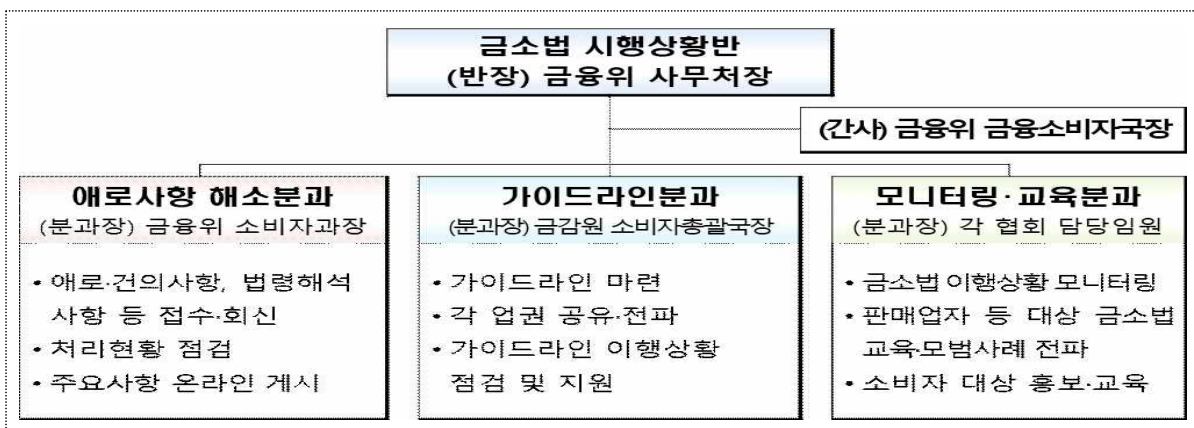 금소법 시행상황반
(반장) 금융위 사무처장
(간사) 금융위 금융소비자국장
애로사항 해소분과
(분과장) 금융위 소비자과장
• 애로·건의사항, 법령해석
사항 등 접수·회신
• 처리현황 점검
• 주요사항 온라인 게시
가이드라인분과
(분과장) 금감원 소비자총괄국장
• 가이드라인 마련
• 각 업권 공유·전파
• 가이드라인 이행상황
점검 및 지원
모니터링·교육분과
(분과장) 각 협회 담당임원
• 금소법 이행상황 모니터링
• 판매업자 등 대상 금소법
교육·모범사례 전파
• 소비자 대상 홍보·교육